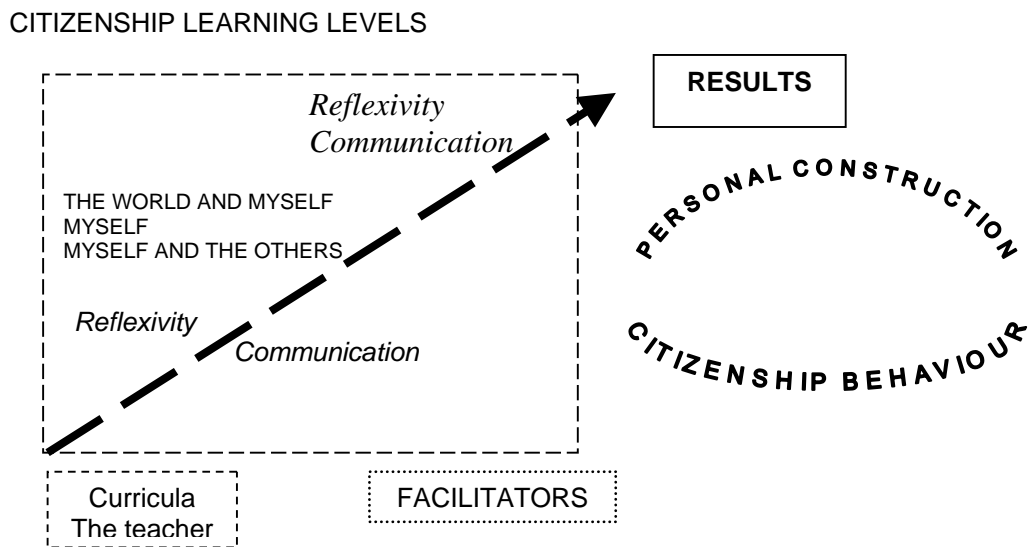 CITIZENSHIP LEARNING LEVELS
RESULTS
Reflexivity
Communication
PERSONAL CONSTRUCTION
THE WORLD AND MYSELF
MYSELF
MYSELF AND THE OTHERS
Reflexivity
Communication
CITIZENSHIP BEHAVIOUR
Curricula
The teacher
FACILITATORS